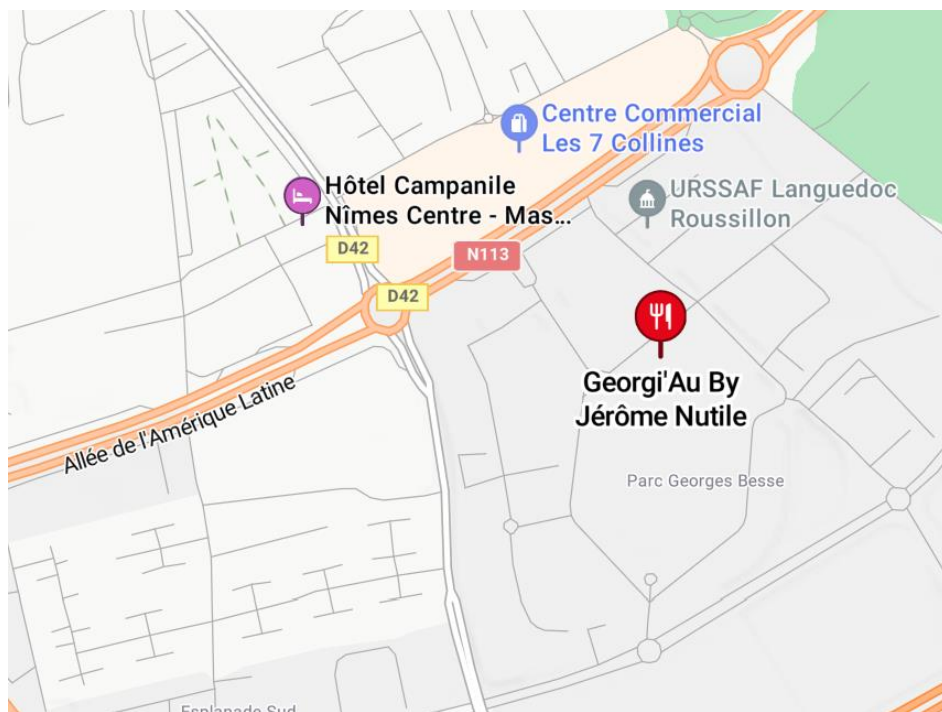 Centre Commercial
Les 7 Collines
Hôtel Campanile
Nîmes Centre - Mas...
URSSAF Languedoc
Roussillon
D42
N113
D42
Georgi'Au By
Jérôme Nutile
Allée de l'Amérique Latine
Parc Georges Besse
Esplanade Sud